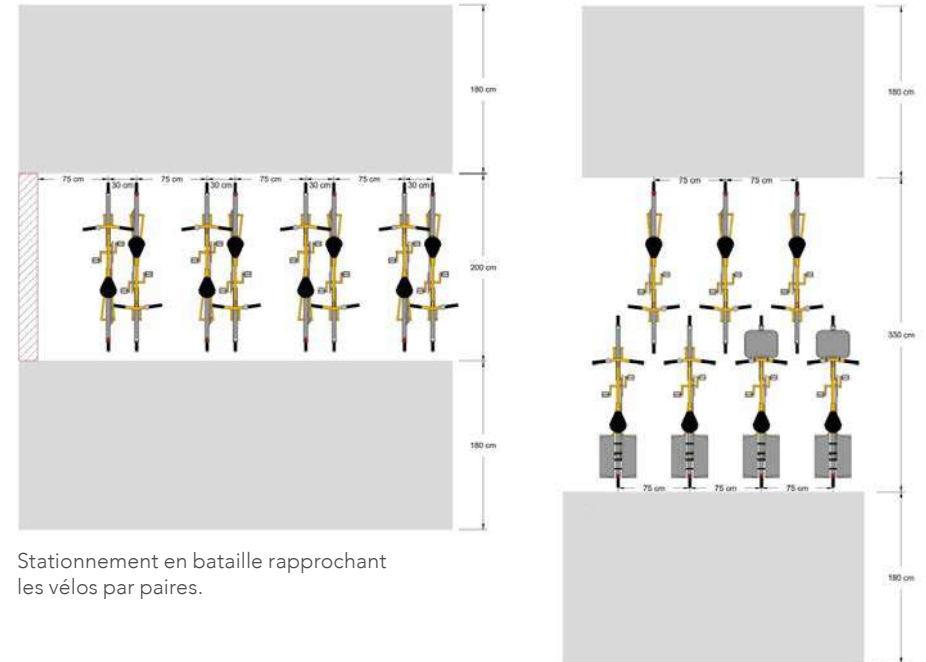 180 cm
75 cm 30 cm 75 cm 30 cm 75 cm 30 cm 75 cm 30 cm
200 cm
180 cm
Stationnement en bataille rapprochant
les vélos par paires.
180 cm
75 cm 75 cm
330 cm
75 cm 75 cm 75 cm
180 cm